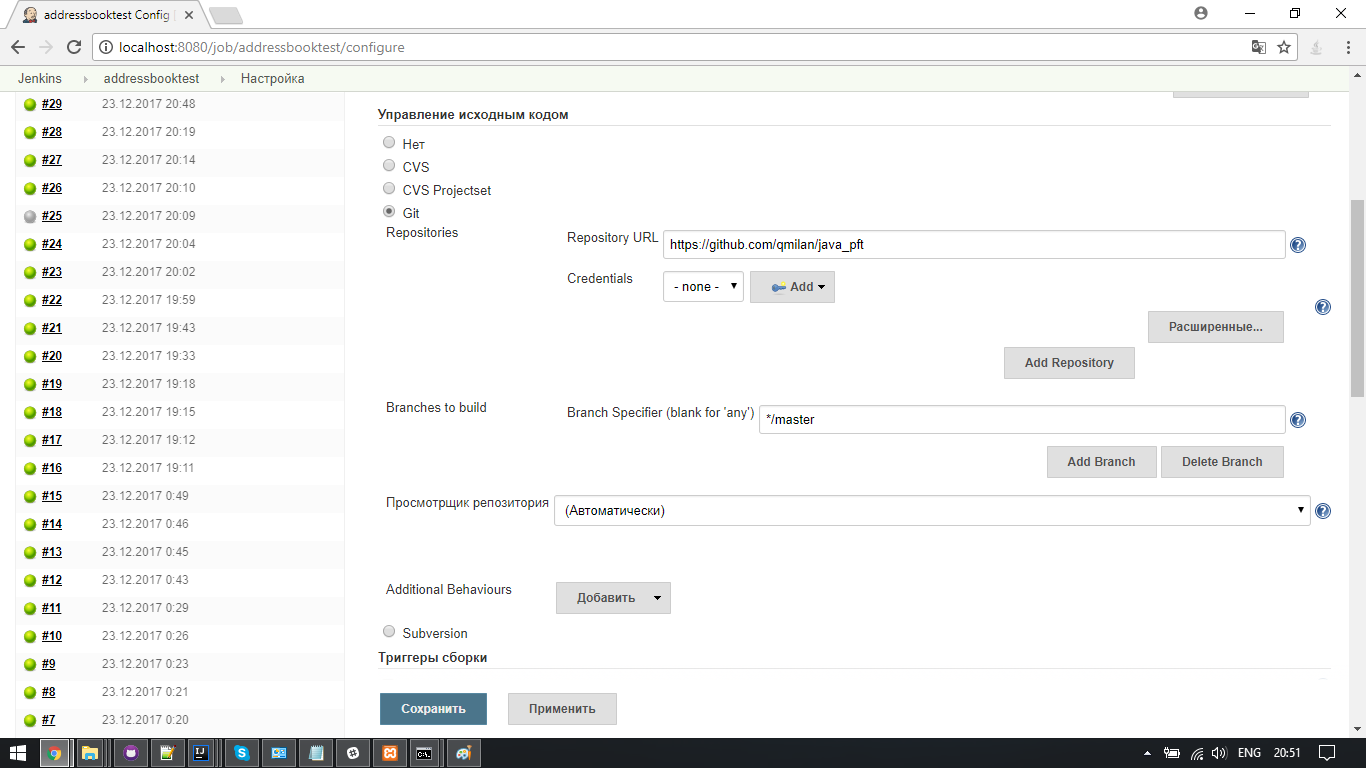 addressbooktest Config
localhost:8080/job/addressbooktest/configure
Jenkins addressbooktest Настройка
#29 23.12.2017 20:48
#28 23.12.2017 20:19
#27 23.12.2017 20:14
#26 23.12.2017 20:10
#25 23.12.2017 20:09
#24 23.12.2017 20:04
#23 23.12.2017 20:02
#22 23.12.2017 19:59
#21 23.12.2017 19:43
#20 23.12.2017 19:33
#19 23.12.2017 19:18
#18 23.12.2017 19:15
#17 23.12.2017 19:12
#16 23.12.2017 19:11
#15 23.12.2017 0:49
#14 23.12.2017 0:46
#13 23.12.2017 0:45
#12 23.12.2017 0:43
#11 23.12.2017 0:29
#10 23.12.2017 0:26
#9 23.12.2017 0:23
#8 23.12.2017 0:21
#7 23.12.2017 0:20
Управление исходным кодом
Нет
CVS
CVS Projectset
Git
Repositories
Repository URL https://github.com/qmilan/java_pft
Credentials - none - Add
Расширенные...
Add Repository
Branches to build
Branch Specifier (blank for 'any') */master
Add Branch Delete Branch
Просмотрщик репозитория (Автоматически)
Additional Behaviours Добавить
Subversion
Триггеры сборки
Сохранить Применить
ENG 20:51